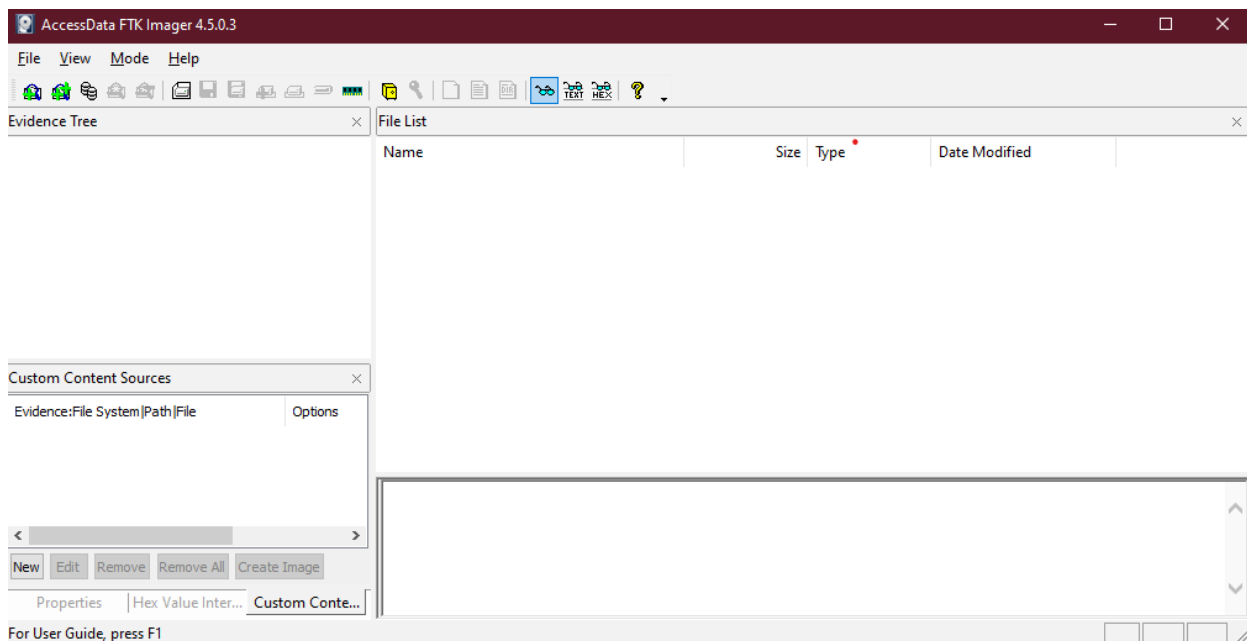 AccessData FTK Imager 4.5.0.3
File View Mode Help
TEXT HEX ?
Evidence Tree
File List
Name Size Type Date Modified
Custom Content Sources
Evidence:File System|Path|File Options
New Edit Remove Remove All Create Image
Properties Hex Value Inter... Custom Conte...
For User Guide, press F1